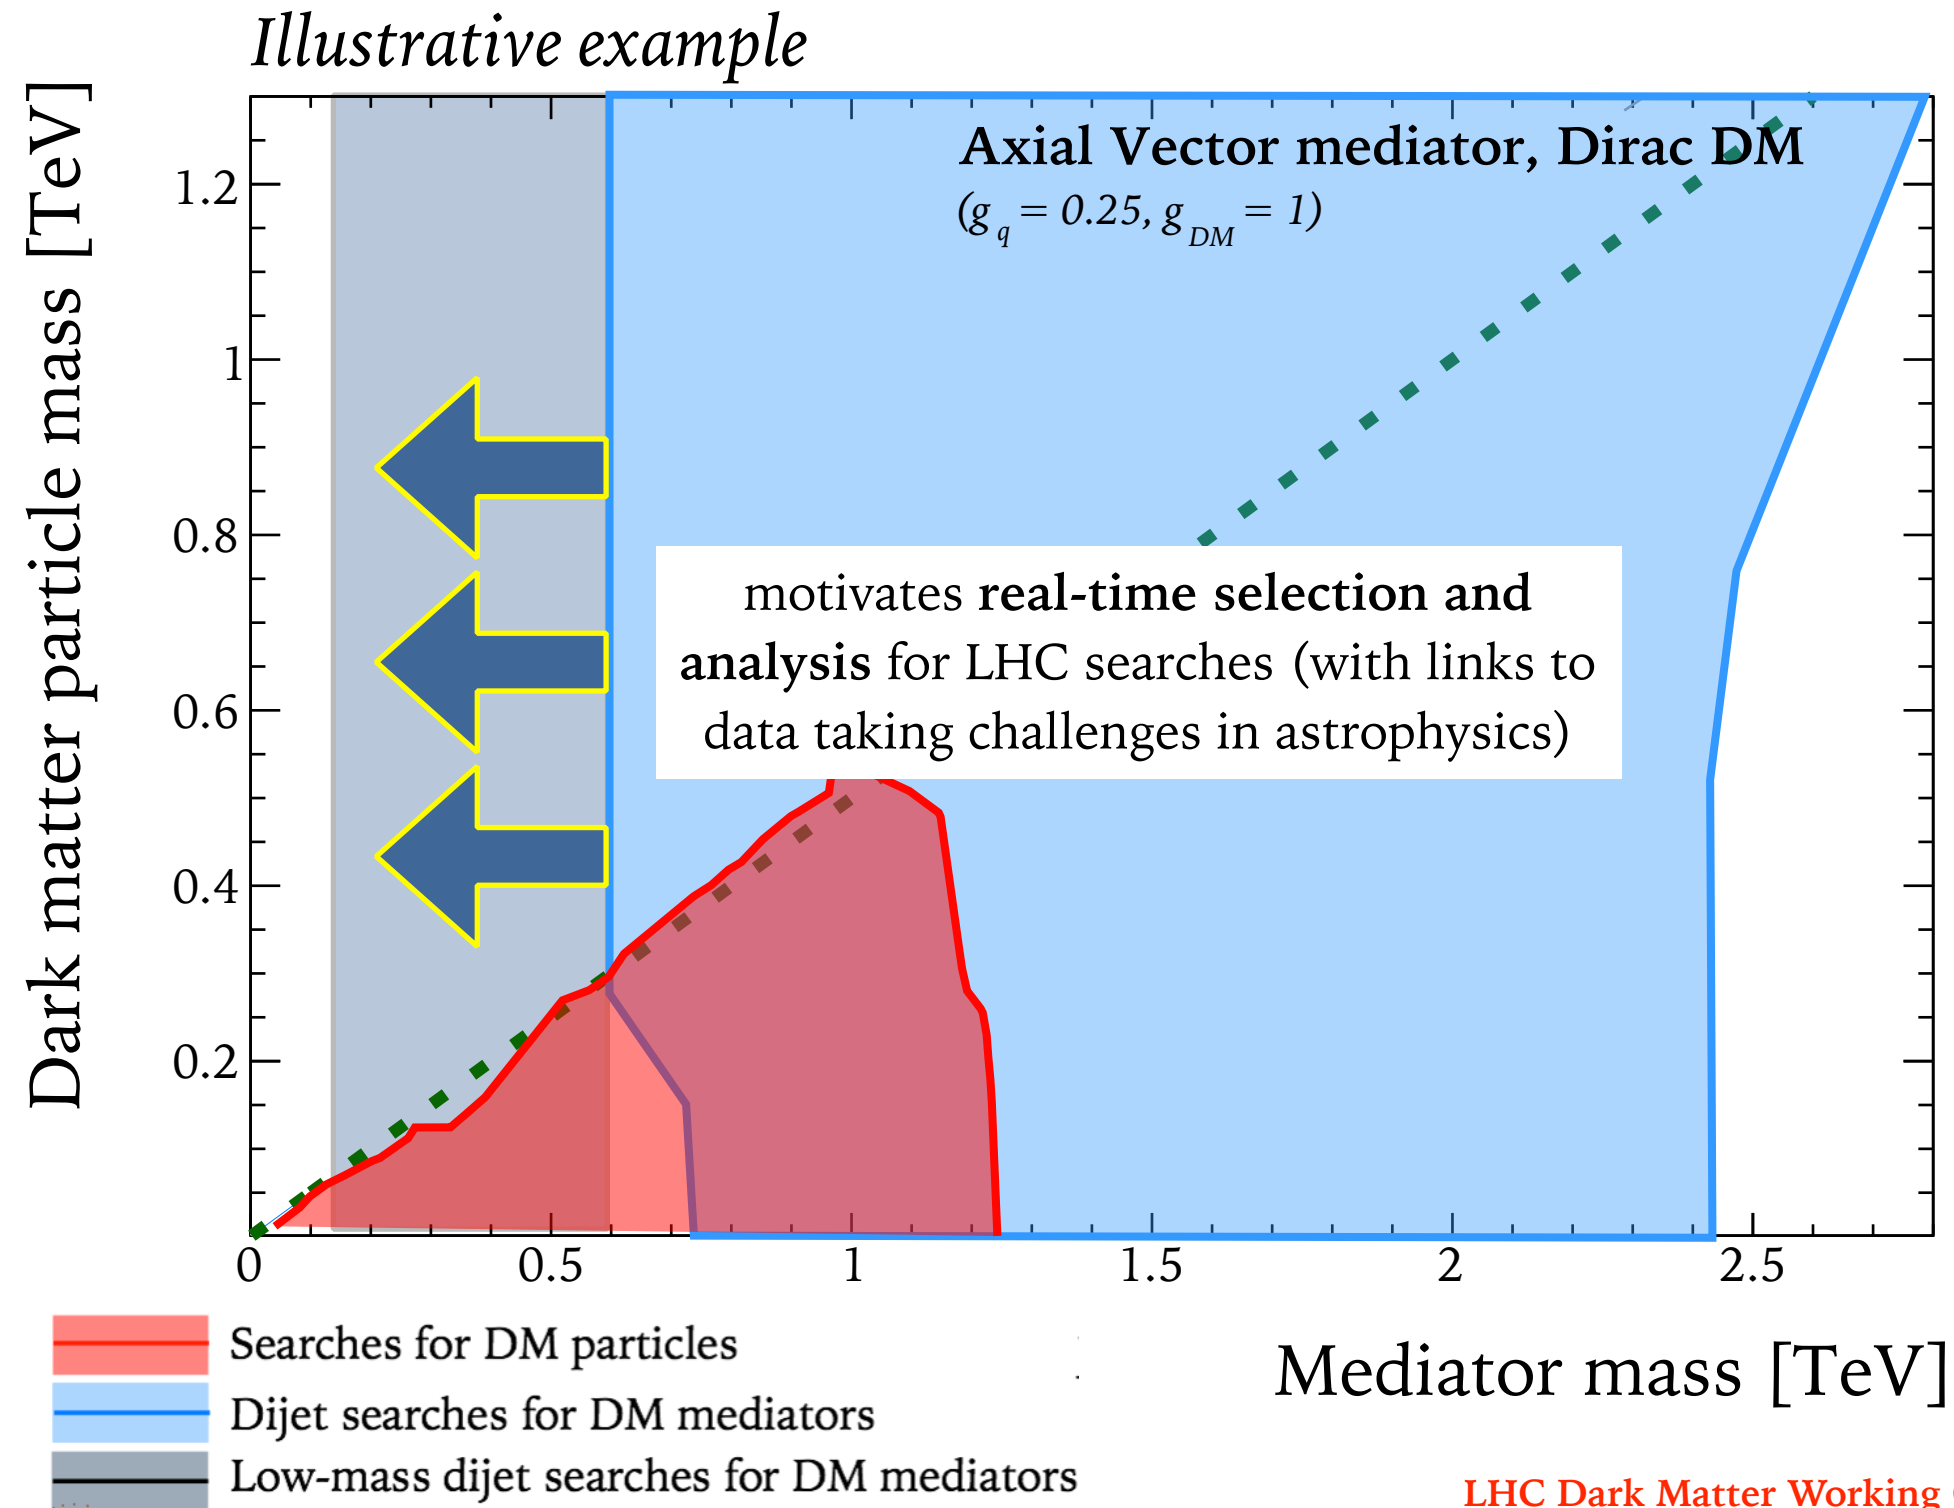 Illustrative example
Dark matter particle mass [TeV]
Axial Vector mediator, Dirac DM
(g q = 0.25, g DM = 1)
1.2
1
0.8
0.6
0.4
0.2
motivates real-time selection and
analysis for LHC searches (with links to
data taking challenges in astrophysics)
0 0.5 1 1.5 2 2.5
Mediator mass [TeV]
Searches for DM particles
Dijet searches for DM mediators
Low-mass dijet searches for DM mediators
LHC Dark Matter Working